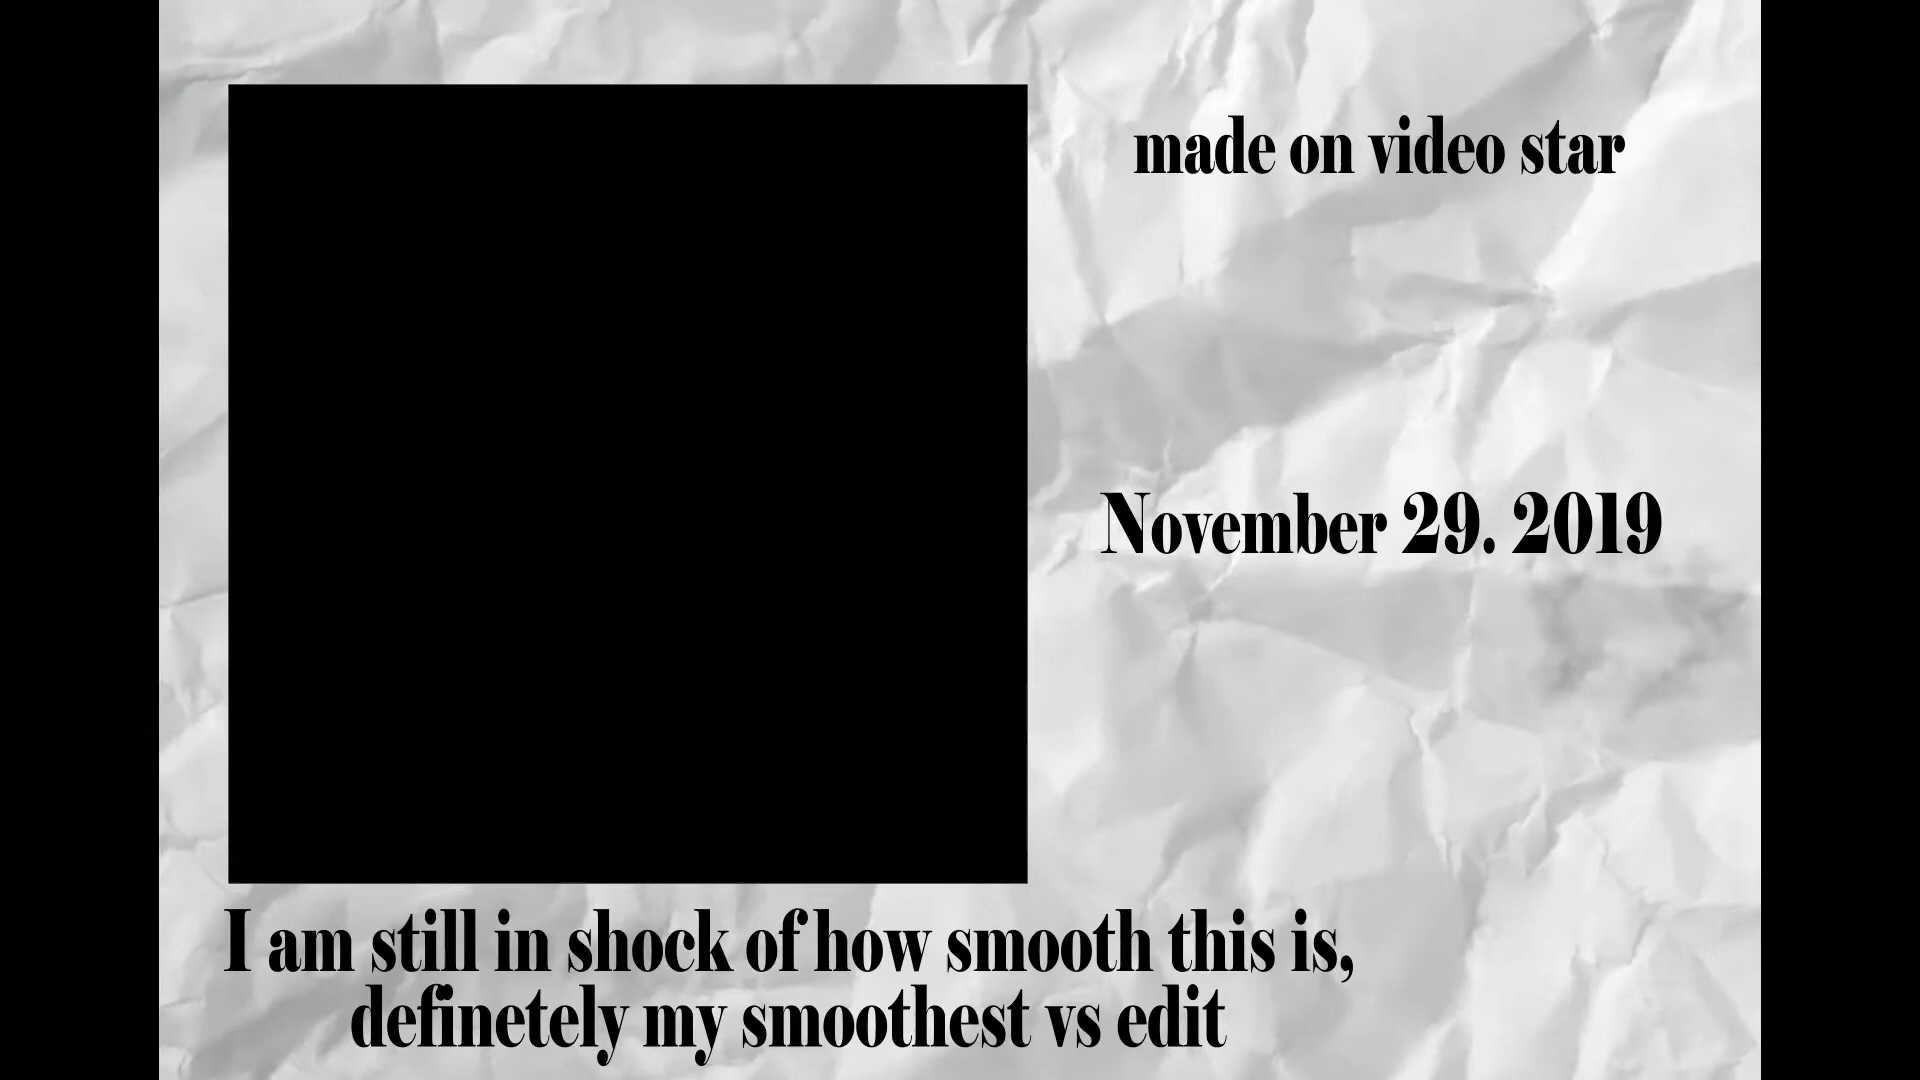 made on video star
November 29. 2019
I am still in shock of how smooth this is,
definetely my smoothest vs edit